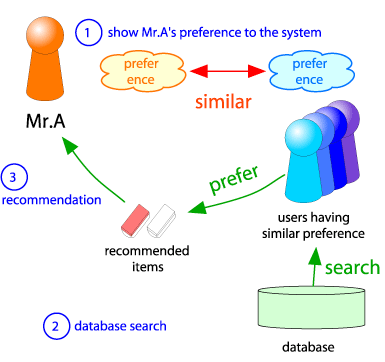 1 show Mr.A's preference to the system
prefer
ence
prefer
ence
similar
Mr.A
3
recommendation
prefer
users having
similar preference
recommended
items
search
2 database search
database